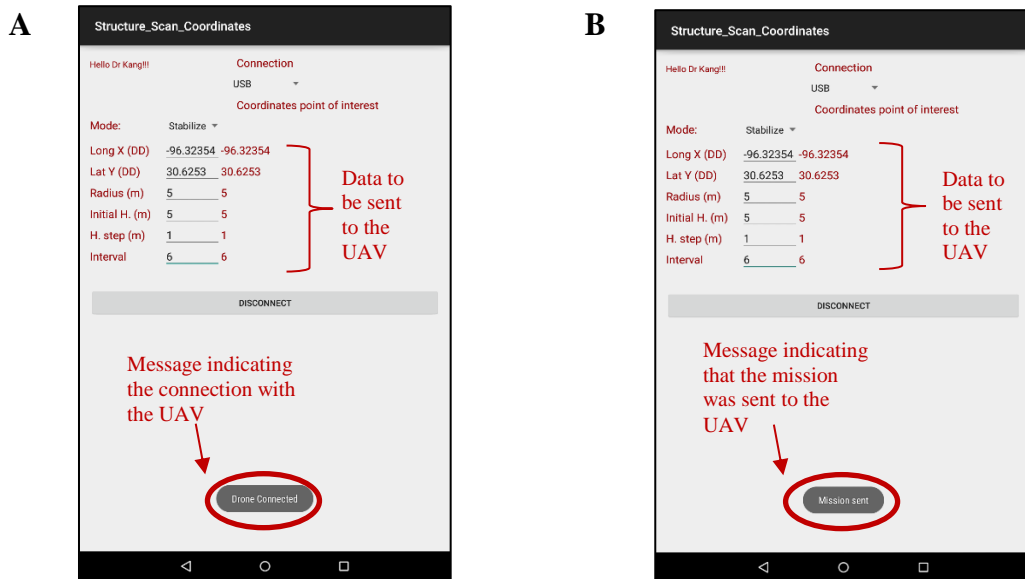 A
Structure_Scan_Coordinates
Hello Dr Kang!!!
Connection
USB
Coordinates point of interest
Mode: Stabilize
Long X (DD) -96.32354 -96.32354
Lat Y (DD) 30.6253 30.6253
Radius (m) 5 5
Initial H. (m) 5 5
H. step (m) 1 1
Interval 6 6
Data to
be sent
to the
UAV
DISCONNECT
Message indicating
the connection with
the UAV
Drone Connected
B
Structure_Scan_Coordinates
Hello Dr Kang!!!
Connection
USB
Coordinates point of interest
Mode: Stabilize
Long X (DD) -96.32354 -96.32354
Lat Y (DD) 30.6253 30.6253
Radius (m) 5 5
Initial H. (m) 5 5
H. step (m) 1 1
Interval 6 6
Data to
be sent
to the
UAV
DISCONNECT
Message indicating
that the mission
was sent to the
UAV
Mission sent